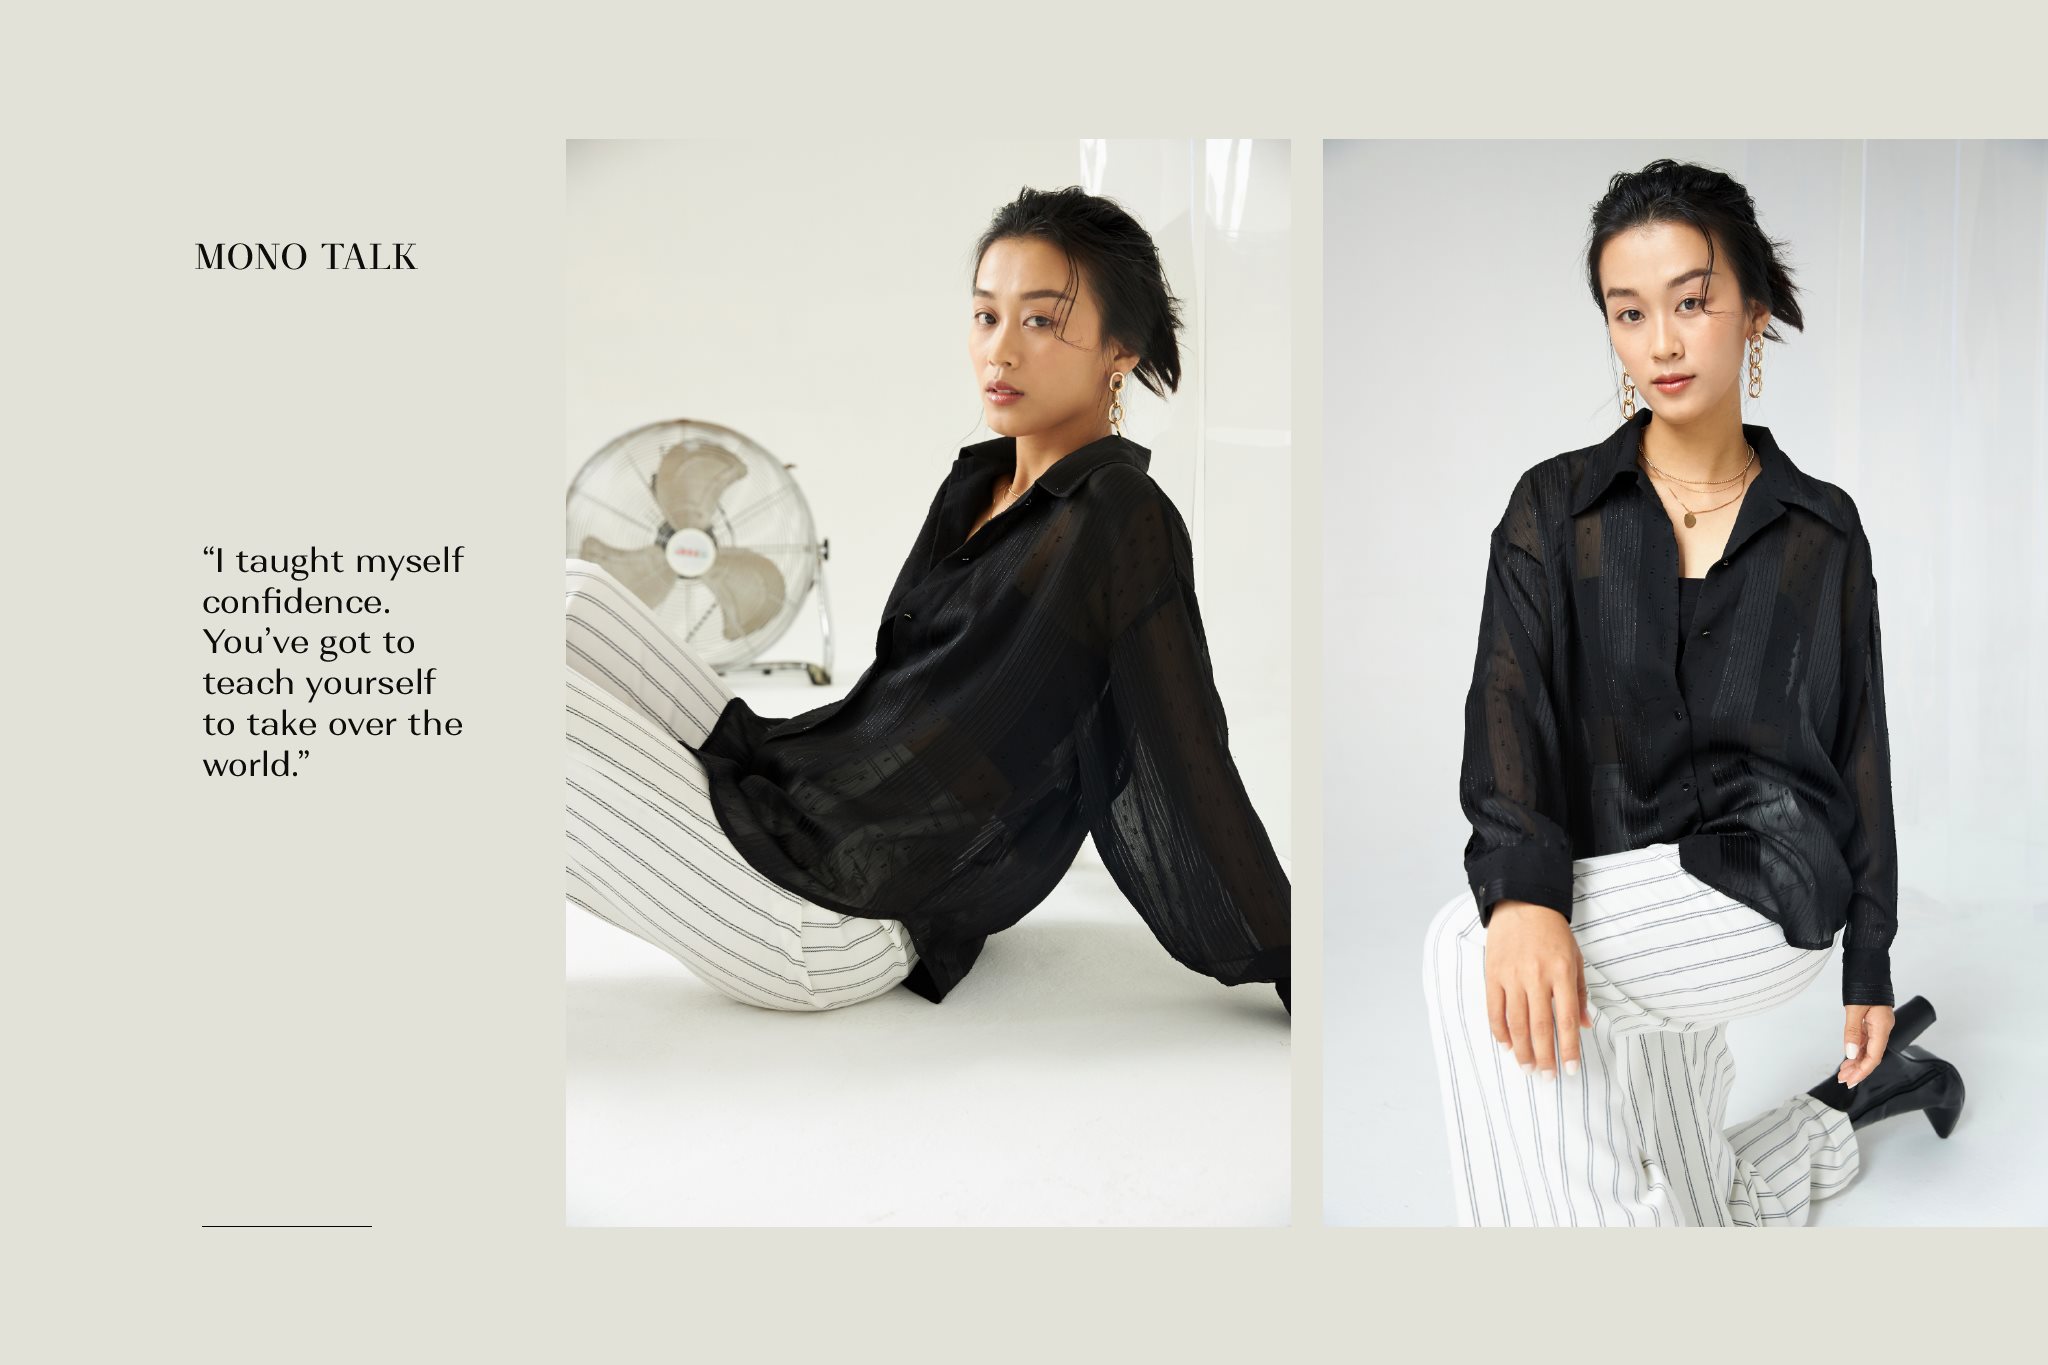 MONO TALK
“I taught myself
confidence.
You’ve got to
teach yourself
to take over the
world.”